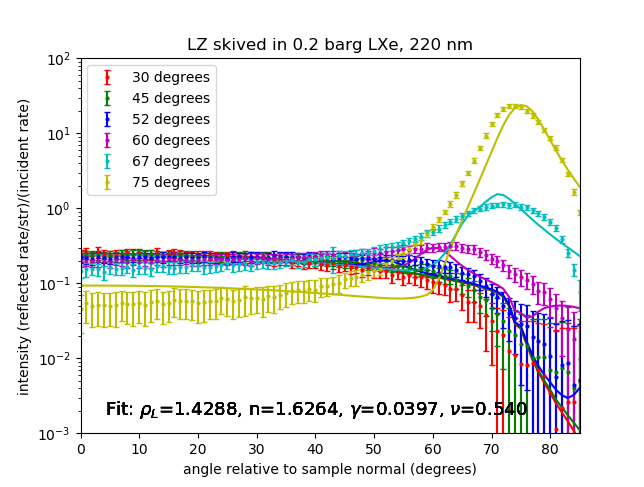 LZ skived in 0.2 barg LXe, 220 nm
intensity (reflected rate/str)/(incident rate)
10^2
10^1
10^0
10^−1
10^−2
10^−3
30 degrees
45 degrees
52 degrees
60 degrees
67 degrees
75 degrees
Fit: ρ_L=1.4288, n=1.6264, γ=0.0397, ν=0.540
0 10 20 30 40 50 60 70 80
angle relative to sample normal (degrees)